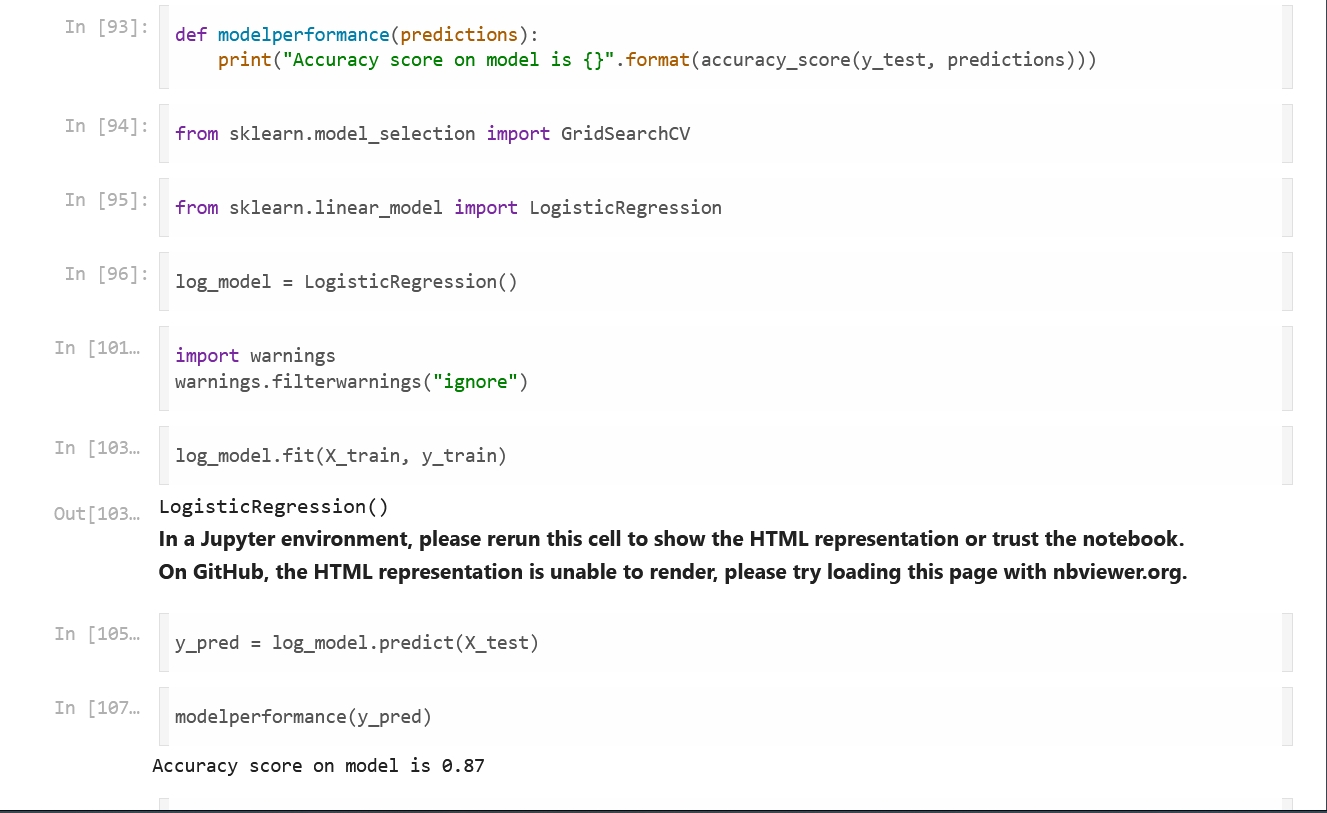 In [93]:
def modelperformance(predictions):
    print("Accuracy score on model is {}".format(accuracy_score(y_test, predictions)))
In [94]:
from sklearn.model_selection import GridSearchCV
In [95]:
from sklearn.linear_model import LogisticRegression
In [96]:
log_model = LogisticRegression()
In [101…
import warnings
warnings.filterwarnings("ignore")
In [103…
log_model.fit(X_train, y_train)
Out[103…
LogisticRegression()
In a Jupyter environment, please rerun this cell to show the HTML representation or trust the notebook.
On GitHub, the HTML representation is unable to render, please try loading this page with nbviewer.org.
In [105…
y_pred = log_model.predict(X_test)
In [107…
modelperformance(y_pred)
Accuracy score on model is 0.87